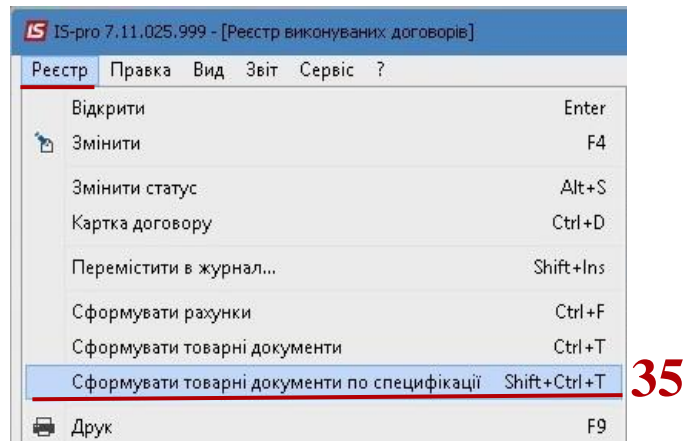 IS IS-pro 7.11.025.999 - [Реєстр виконуваних договорів]
Реєстр Правка Вид Звіт Сервіс ?
Відкрити Enter
Змінити F4
Змінити статус Alt+S
Картка договору Ctrl+D
Перемістити в журнал... Shift+Ins
Сформувати рахунки Ctrl+F
Сформувати товарні документи Ctrl+T
Сформувати товарні документи по специфікації Shift+Ctrl+T 35
Друк F9